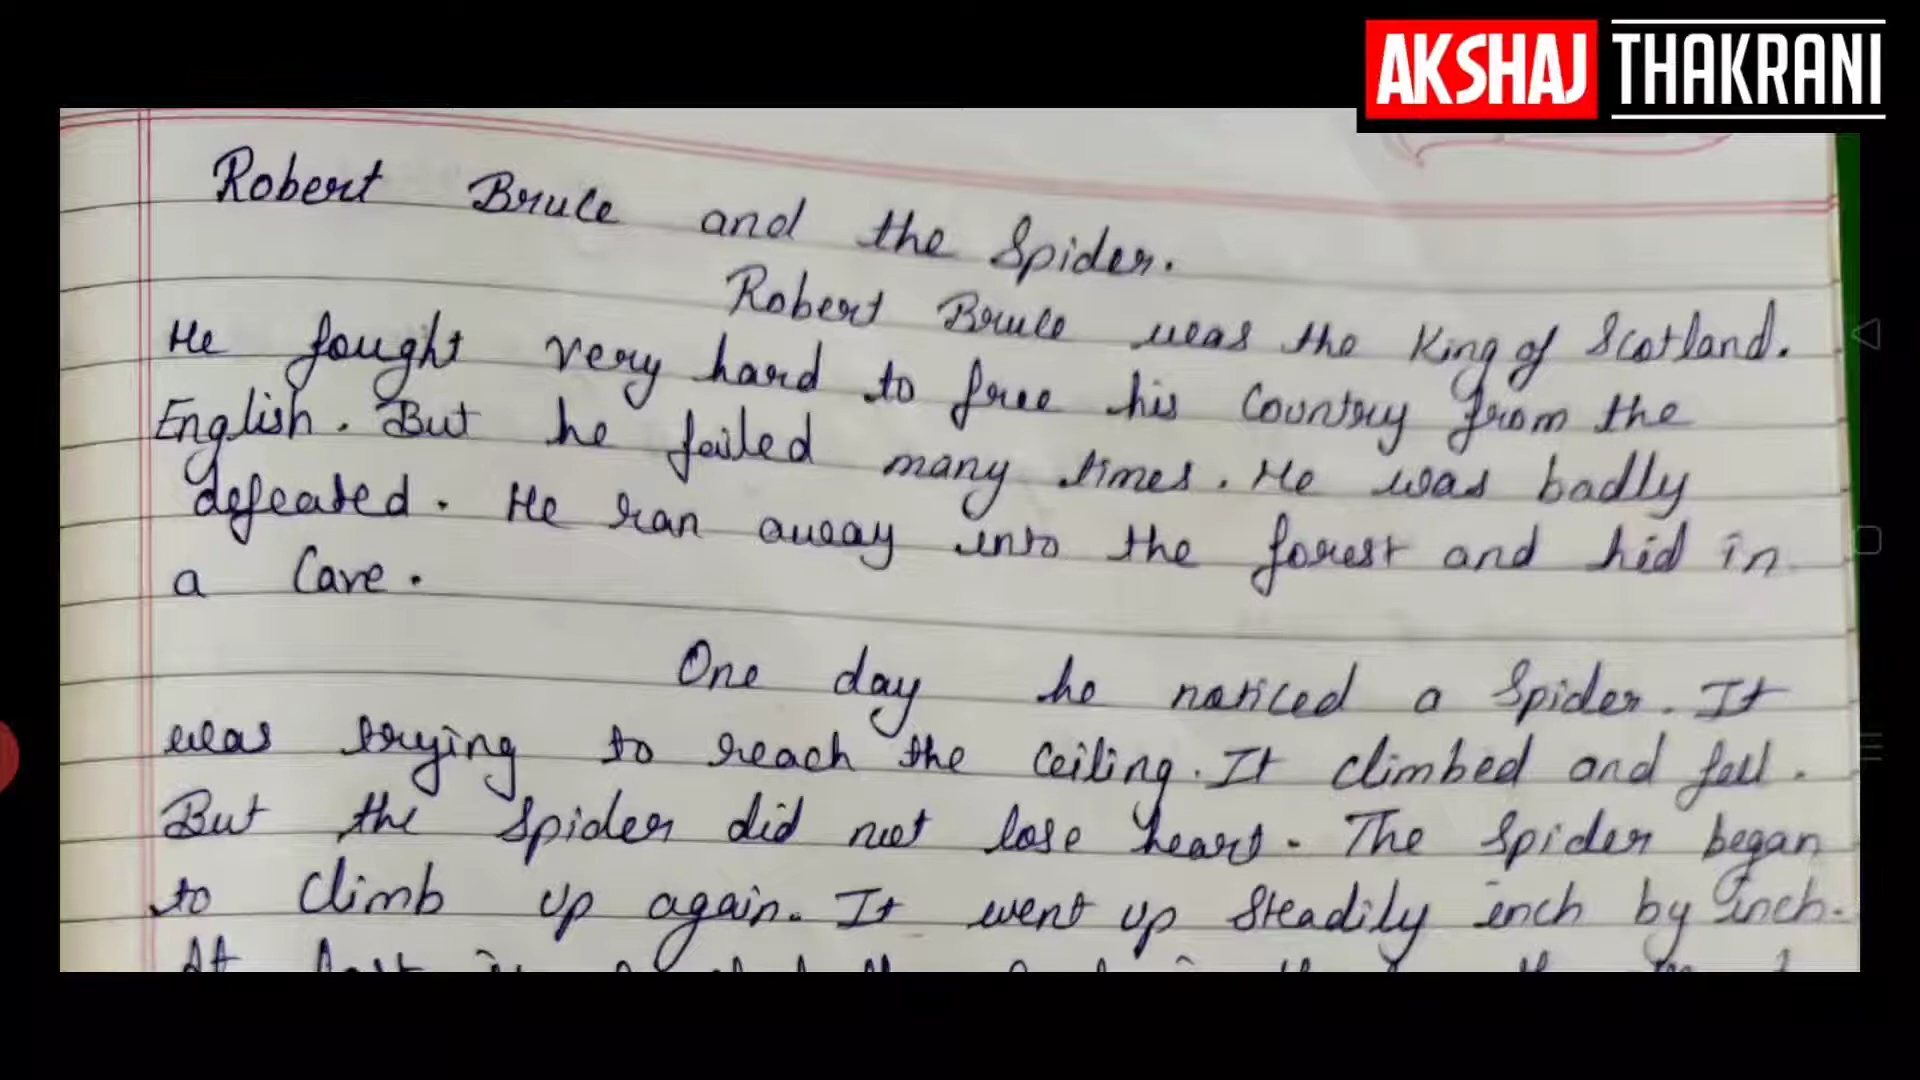 AKSHAJ THAKRANI
Robert Bruce and the Spider.
Robert Bruce was the King of Scotland.
He fought very hard to free his Country from the
English. But he failed many times. He was badly
defeated. He ran away into the forest and hid in
a Cave.
One day he noticed a Spider. It
was trying to reach the Ceiling. It climbed and fell.
But the Spider did not lose heart. The Spider began
to Climb up again. It went up Steadily inch by inch.
At last